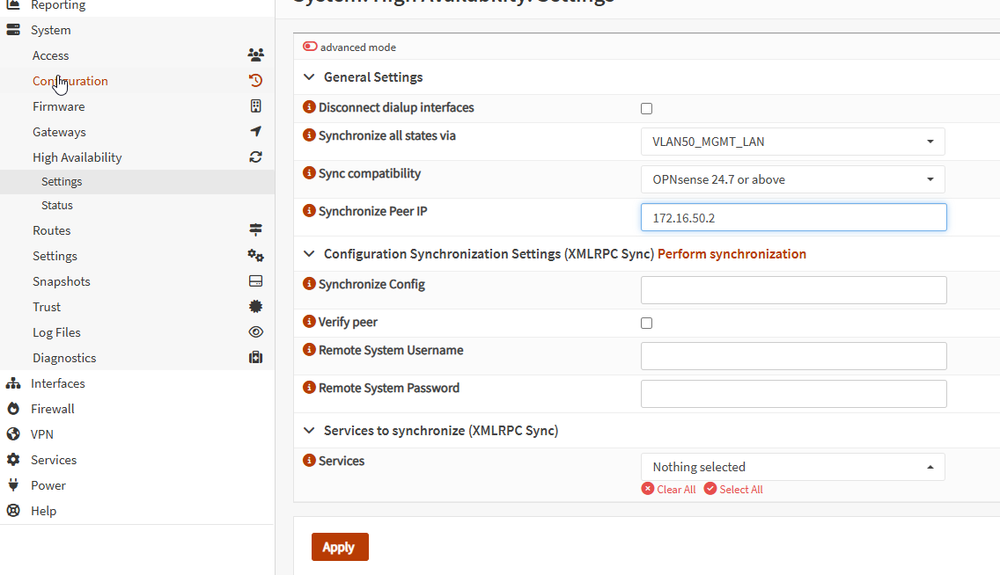 Reporting
System
Access
Configuration
Firmware
Gateways
High Availability
Settings
Status
Routes
Settings
Snapshots
Trust
Log Files
Diagnostics
Interfaces
Firewall
VPN
Services
Power
Help
System: High Availability: Settings
advanced mode
General Settings
Disconnect dialup interfaces
Synchronize all states via
VLAN50_MGMT_LAN
Sync compatibility
OPNsense 24.7 or above
Synchronize Peer IP
172.16.50.2
Configuration Synchronization Settings (XMLRPC Sync) Perform synchronization
Synchronize Config
Verify peer
Remote System Username
Remote System Password
Services to synchronize (XMLRPC Sync)
Services
Nothing selected
Clear All Select All
Apply